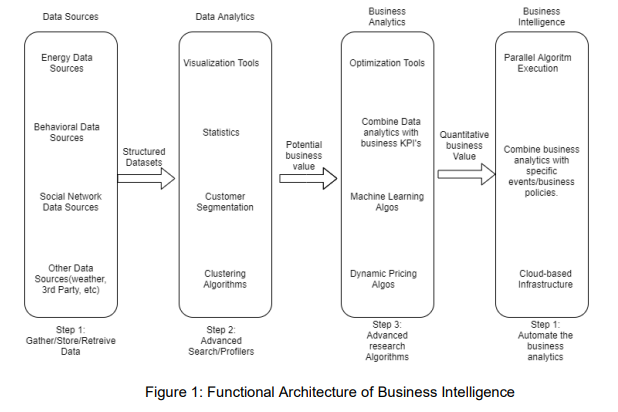 Data Sources
Energy Data
Sources
Behavioral Data
Sources
Social Network
Data Sources
Other Data
Sources(weather,
3rd Party, etc)
Step 1:
Gather/Store/Retreive
Data
Structured
Datasets
Data Analytics
Visualization Tools
Statistics
Customer
Segmentation
Clustering
Algorithms
Step 2:
Advanced
Search/Profilers
Potential
business
value
Business
Analytics
Optimization Tools
Combine Data
analytics with
business KPI's
Machine Learning
Algos
Dynamic Pricing
Algos
Step 3:
Advanced
research
Algorithms
Quantitative
business
Value
Business
Intelligence
Parallel Algoritm
Execution
Combine business
analytics with
specific
events/business
policies.
Cloud-based
Infrastructure
Step 1:
Automate the
business
analytics
Figure 1: Functional Architecture of Business Intelligence